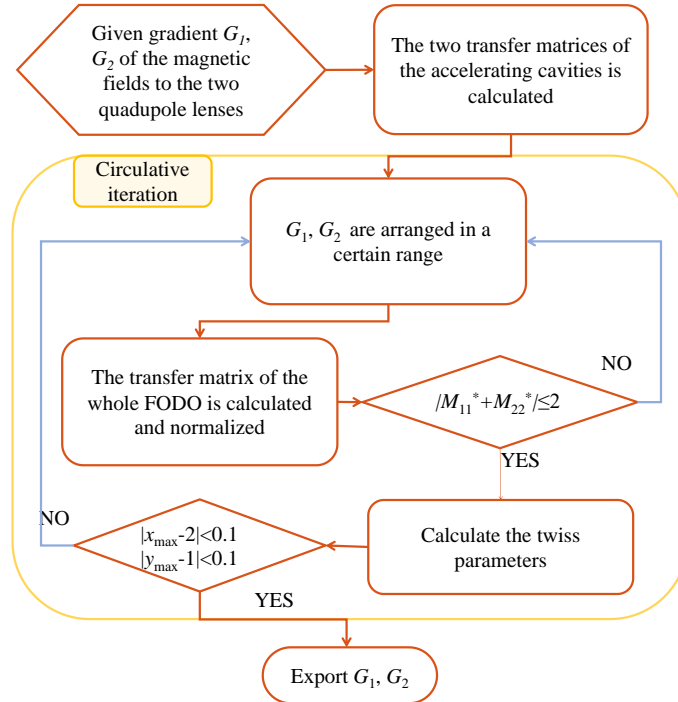 Given gradient G1,
G2 of the magnetic
fields to the two
quadupole lenses
The two transfer matrices of
the accelerating cavities is
calculated
Circulative
iteration
G1, G2 are arranged in a
certain range
The transfer matrix of the
whole FODO is calculated
and normalized
|M11*+M22*|≤2
NO
YES
Calculate the twiss
parameters
|xmax-2|<0.1
|ymax-1|<0.1
NO
YES
Export G1, G2